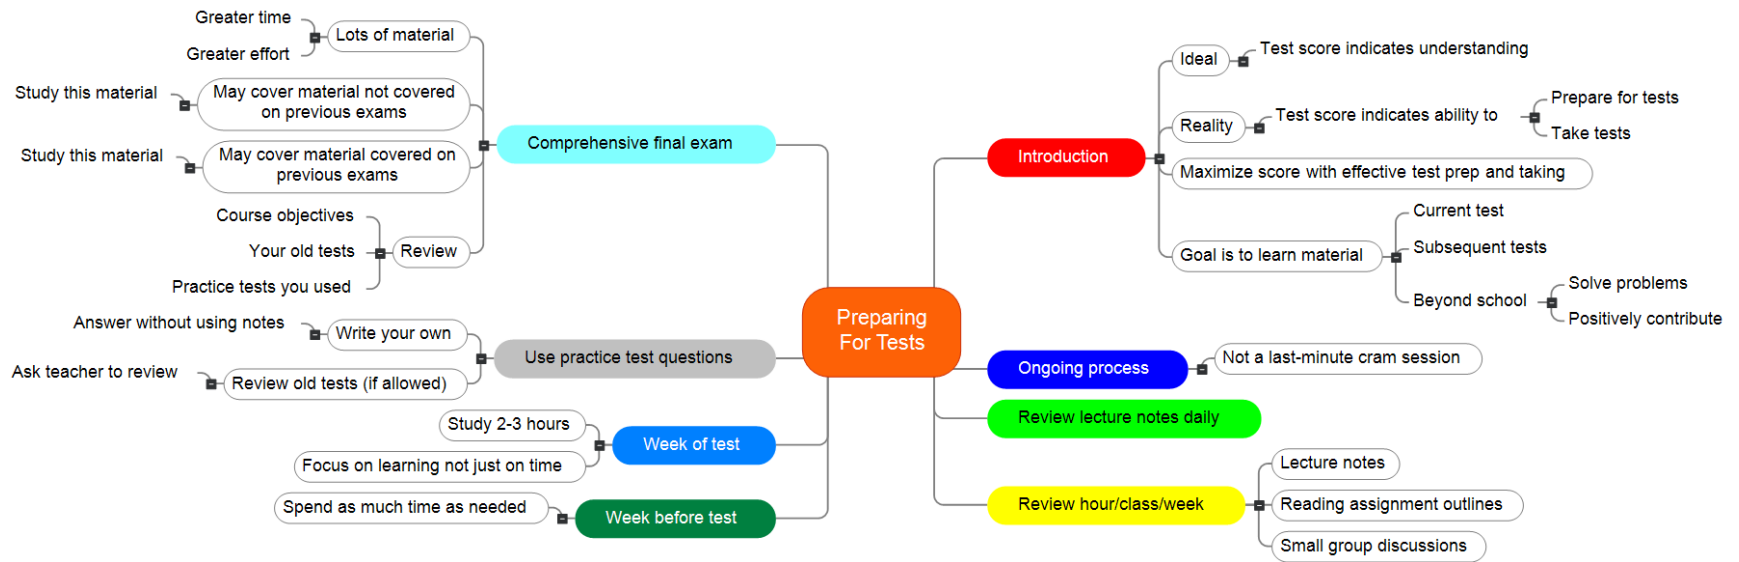 Preparing
For Tests
Introduction
Ideal
Test score indicates understanding
Reality
Test score indicates ability to
Prepare for tests
Take tests
Maximize score with effective test prep and taking
Goal is to learn material
Current test
Subsequent tests
Beyond school
Solve problems
Positively contribute
Ongoing process
Not a last-minute cram session
Review lecture notes daily
Review hour/class/week
Lecture notes
Reading assignment outlines
Small group discussions
Comprehensive final exam
Lots of material
Greater time
Greater effort
May cover material not covered
on previous exams
Study this material
May cover material covered on
previous exams
Study this material
Review
Course objectives
Your old tests
Practice tests you used
Use practice test questions
Write your own
Answer without using notes
Review old tests (if allowed)
Ask teacher to review
Week of test
Study 2-3 hours
Focus on learning not just on time
Week before test
Spend as much time as needed